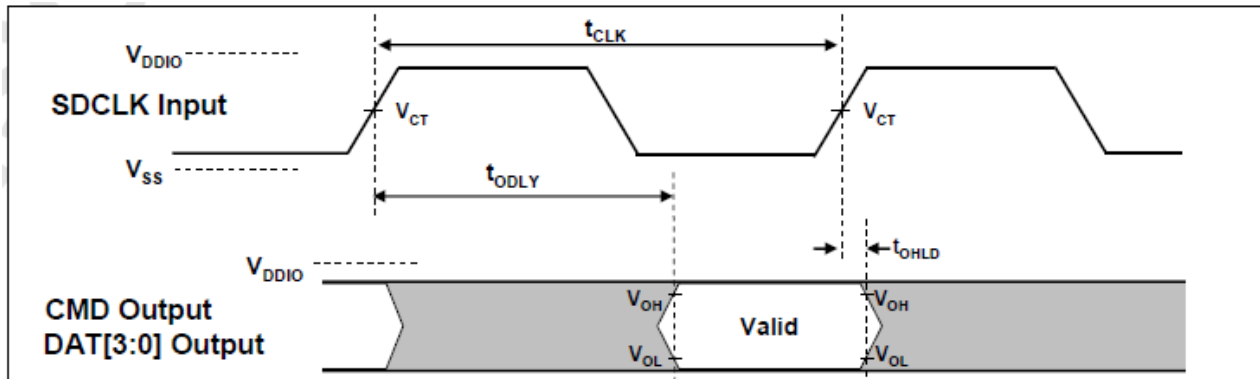 tCLK
VDDIO
SDCLK Input
VCT
VCT
VSS
tODLY
tOHLD
VDDIO
CMD Output
VOH
VOH
DAT[3:0] Output
Valid
VOL
VOL